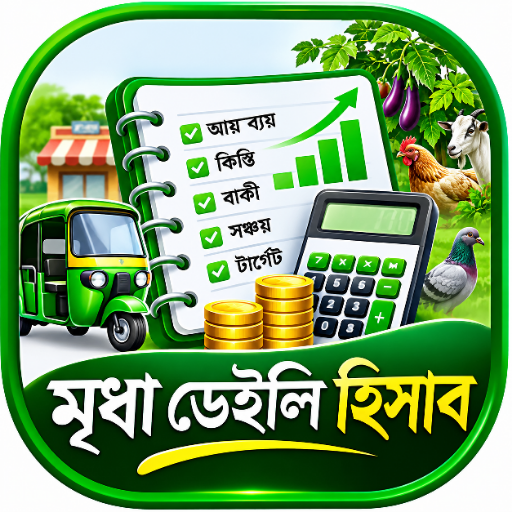 আয় ব্যয়
কিস্তি
বাকী
সঞ্চয়
টার্গেট
মৃধা ডেইলি হিসাব